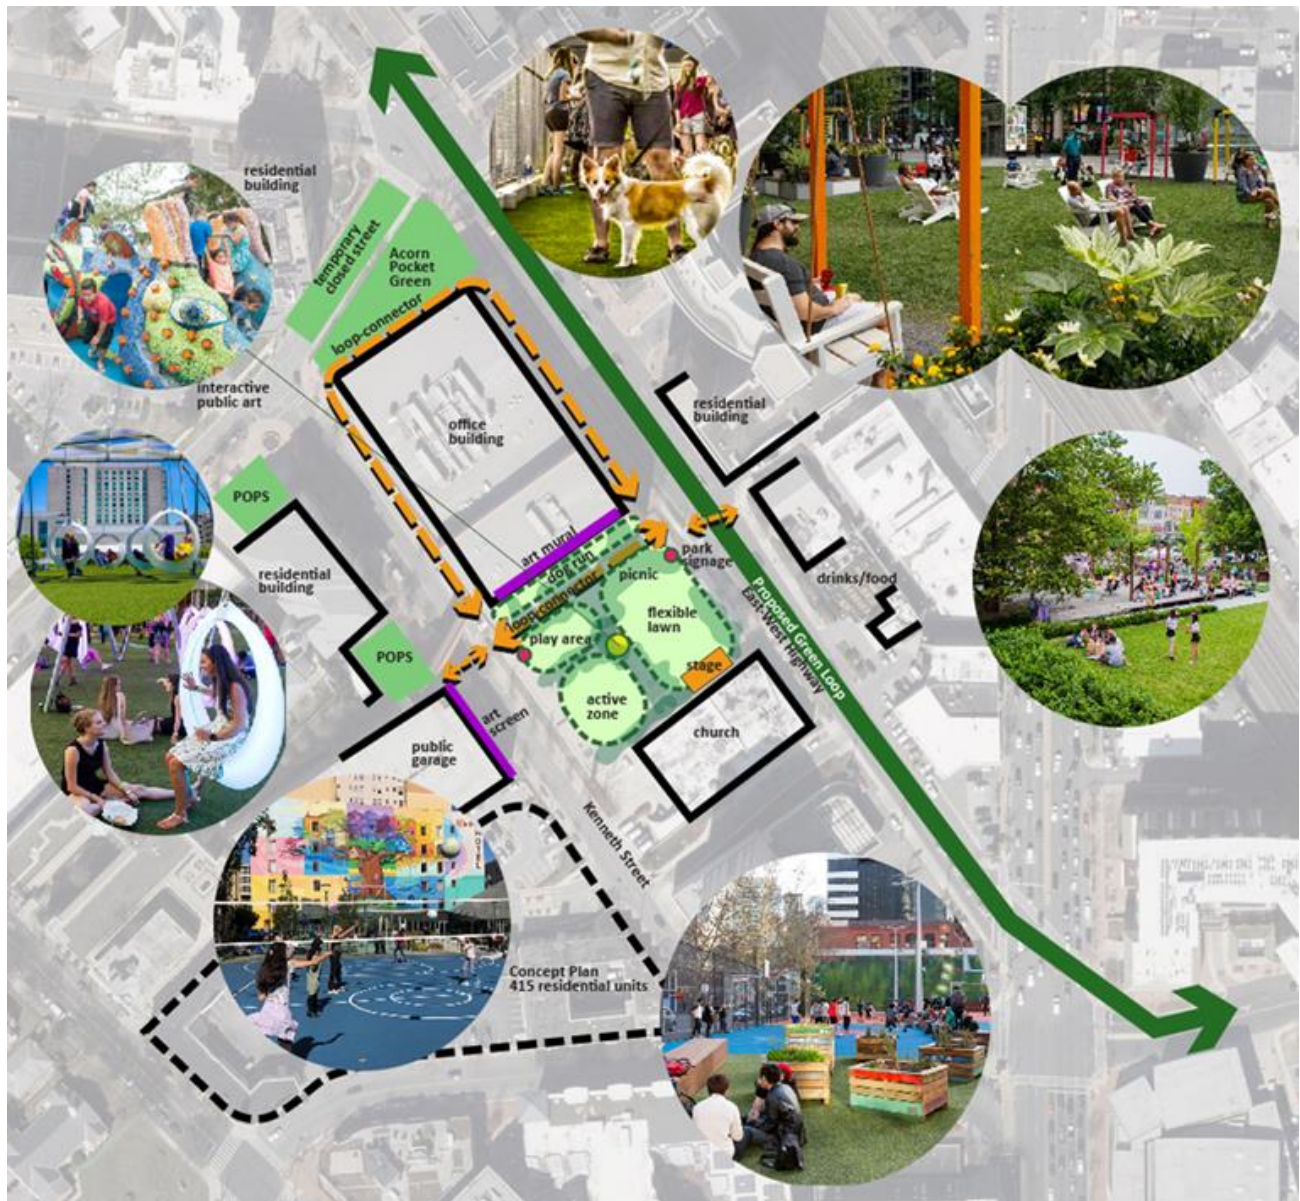 residential
building
temporary
closed street
Acorn
Pocket
Green
loop-connector
interactive
public art
office
building
residential
building
POPS
art mural
dog run
loop-connector
picnic
park
signage
drinks/food
residential
building
flexible
lawn
play area
stage
POPS
active
zone
art
screen
church
public
garage
Proposed Green Loop
East West Highway
Kenneth Street
HOTEL
Concept Plan
415 residential units